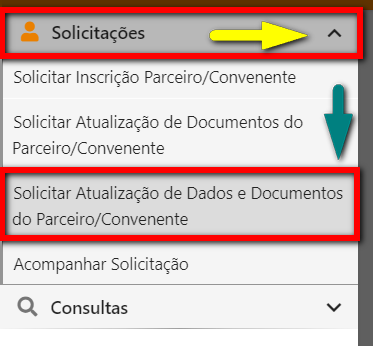 Solicitações
Solicitar Inscrição Parceiro/Convenente
Solicitar Atualização de Documentos do
Parceiro/Convenente
Solicitar Atualização de Dados e Documentos
do Parceiro/Convenente
Acompanhar Solicitação
Consultas